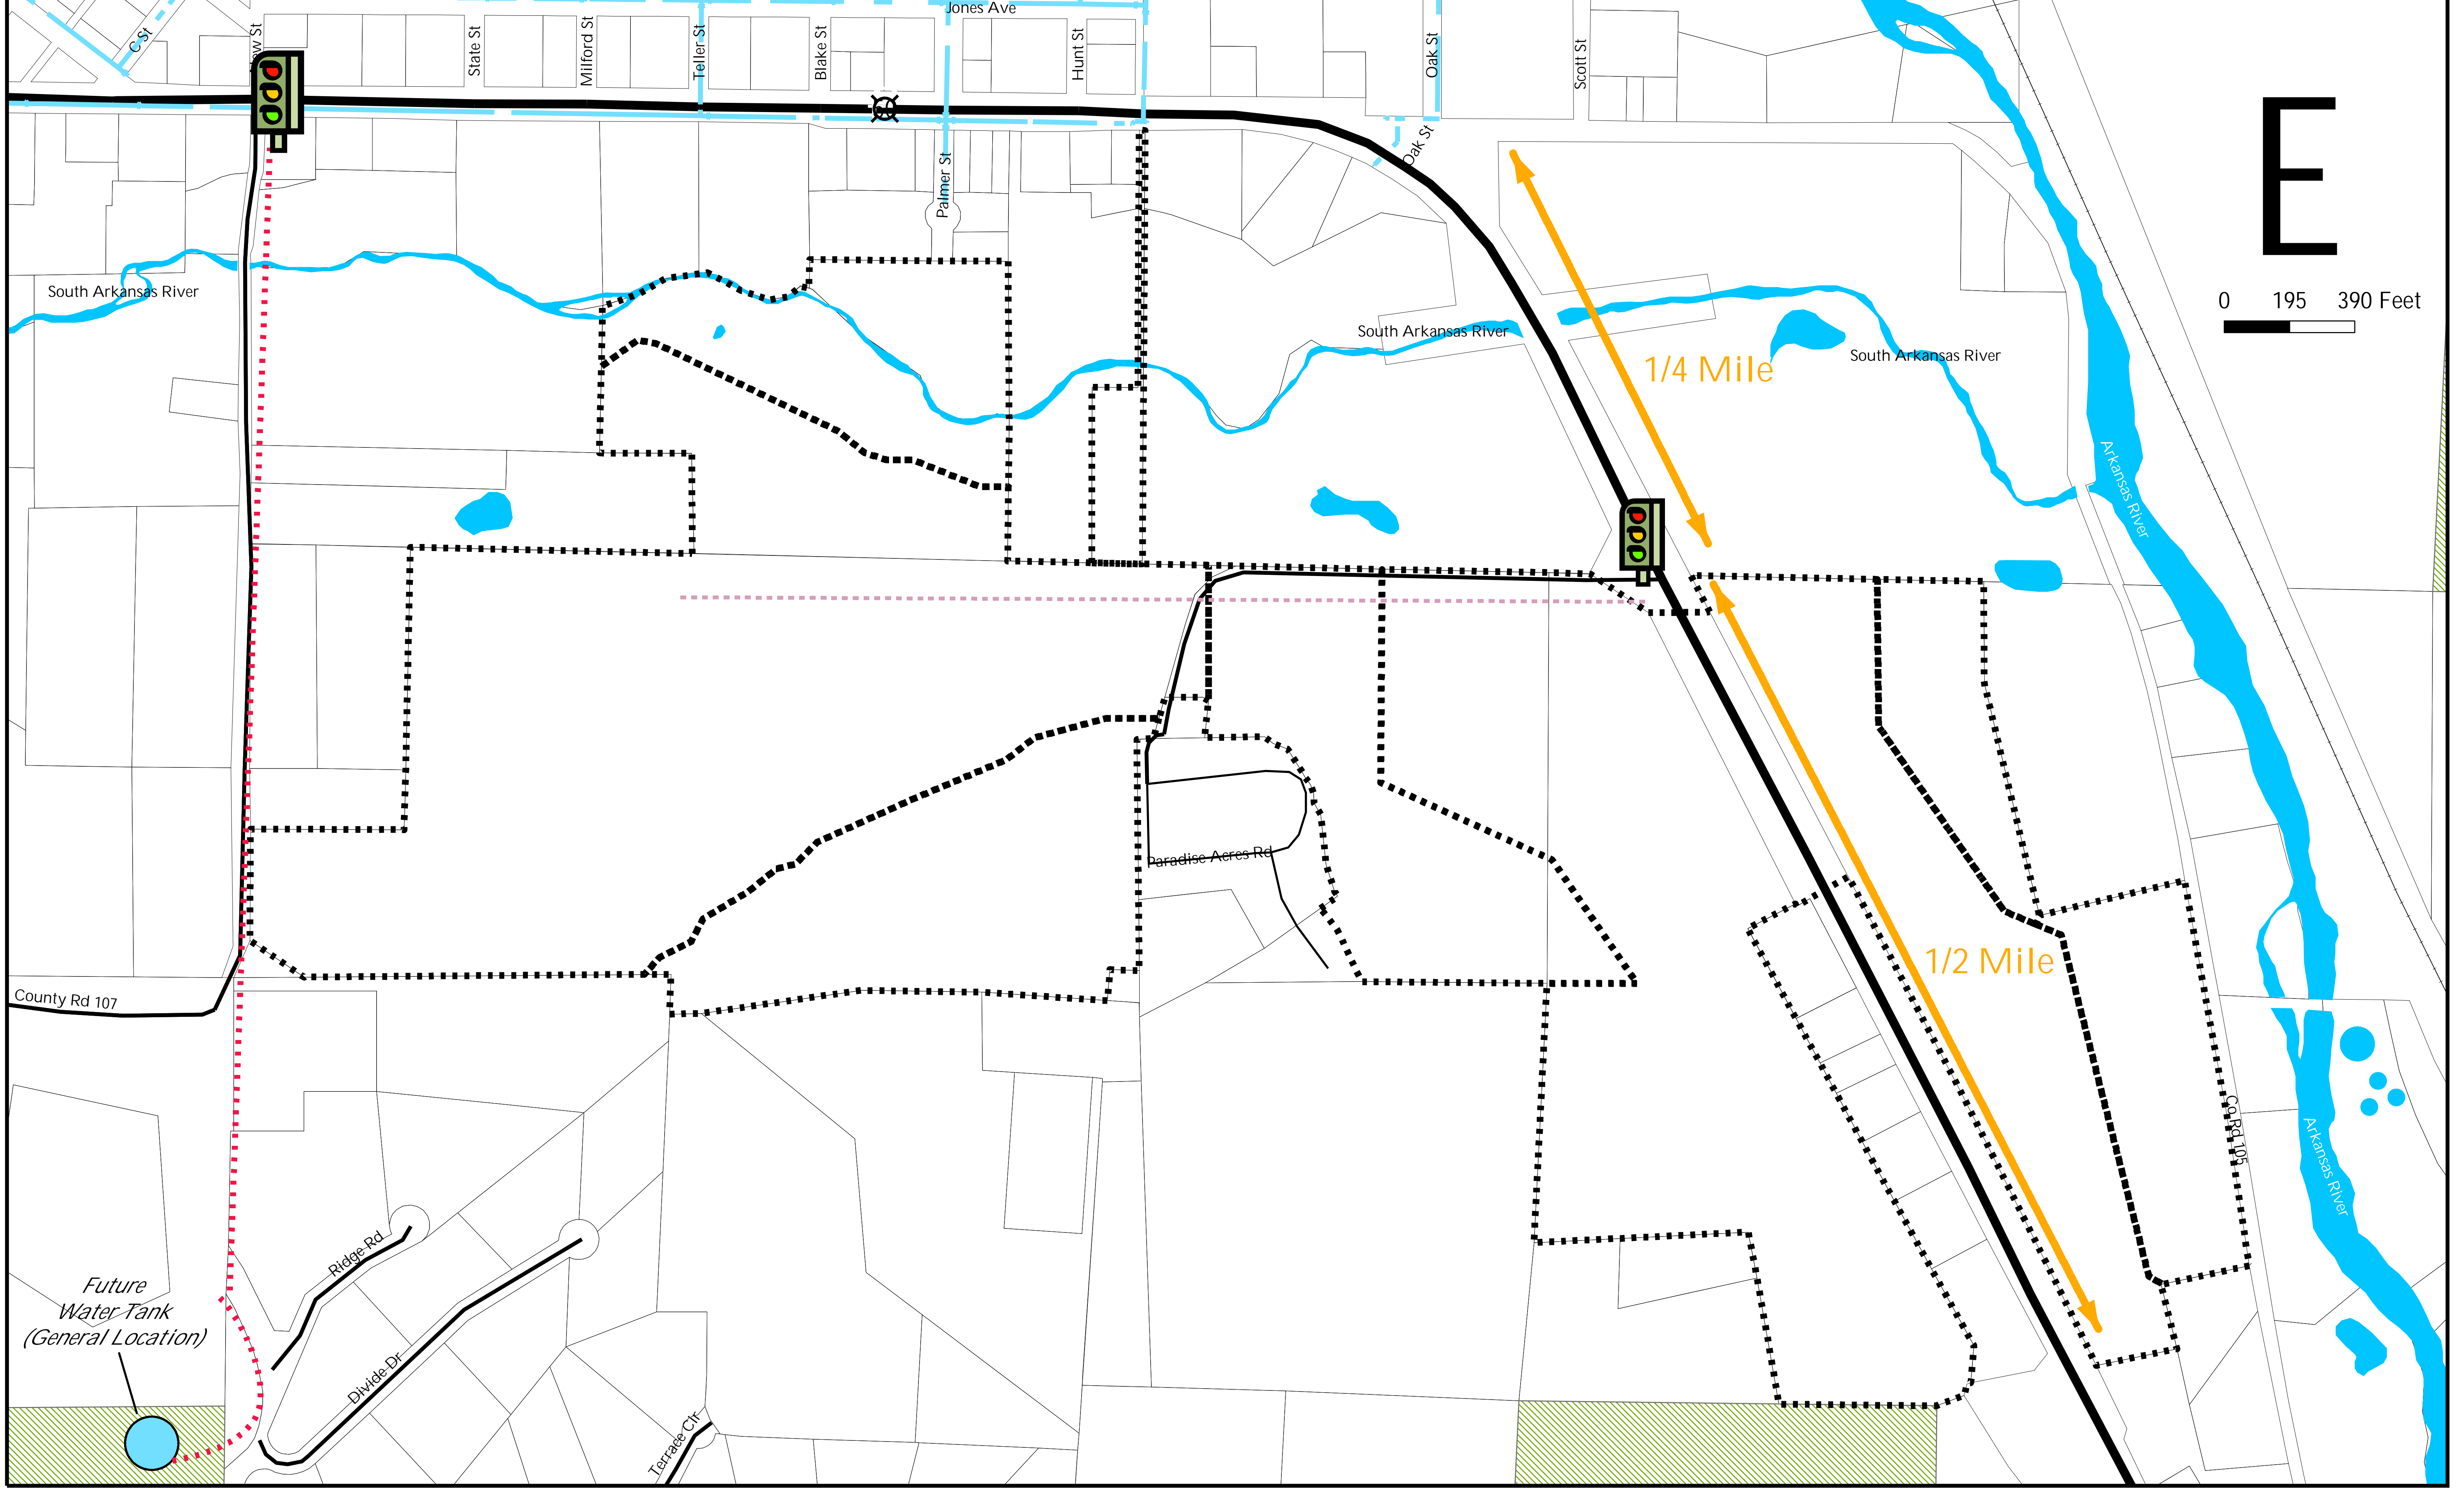 Jones Ave
C St
State St
Milford St
Teller St
Blake St
Hunt St
Oak St
Scott St
E
Oak St
Palmer St
South Arkansas River
0 195 390 Feet
South Arkansas River
South Arkansas River
1/4 Mile
Arkansas River
Paradise Acres Rd
1/2 Mile
County Rd 107
Co Rd 105
Arkansas River
Ridge Rd
Future
Water Tank
(General Location)
Divide Dr
Terrace Clr